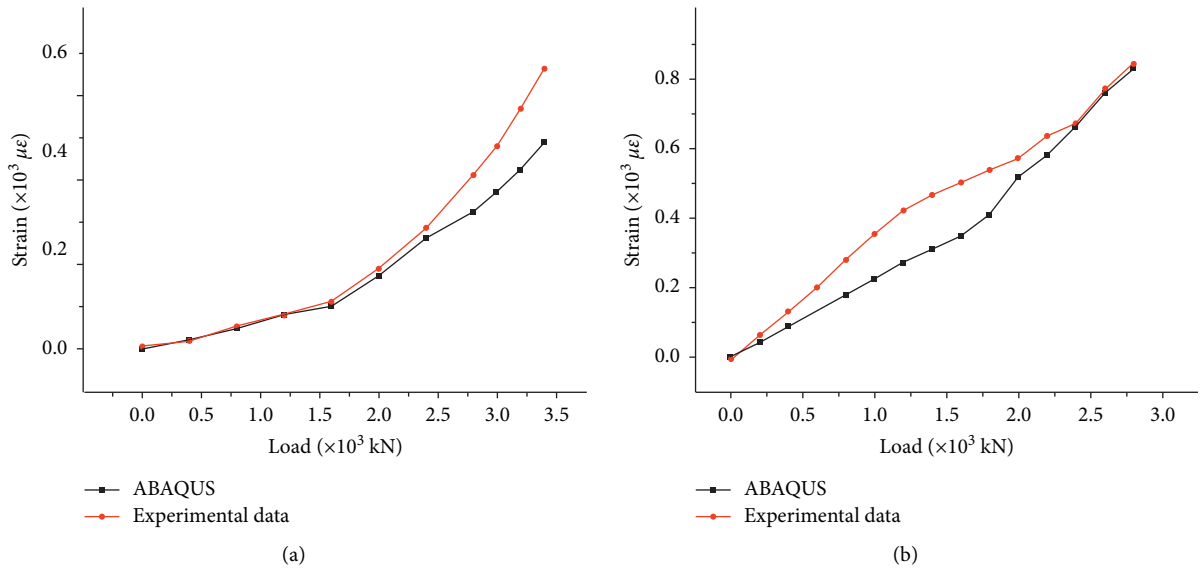 Strain (×10³ με)
0.6
0.4
0.2
0.0
0.0 0.5 1.0 1.5 2.0 2.5 3.0 3.5
Load (×10³ kN)
ABAQUS
Experimental data
(a)
Strain (×10³ με)
0.8
0.6
0.4
0.2
0.0
0.0 0.5 1.0 1.5 2.0 2.5 3.0
Load (×10³ kN)
ABAQUS
Experimental data
(b)